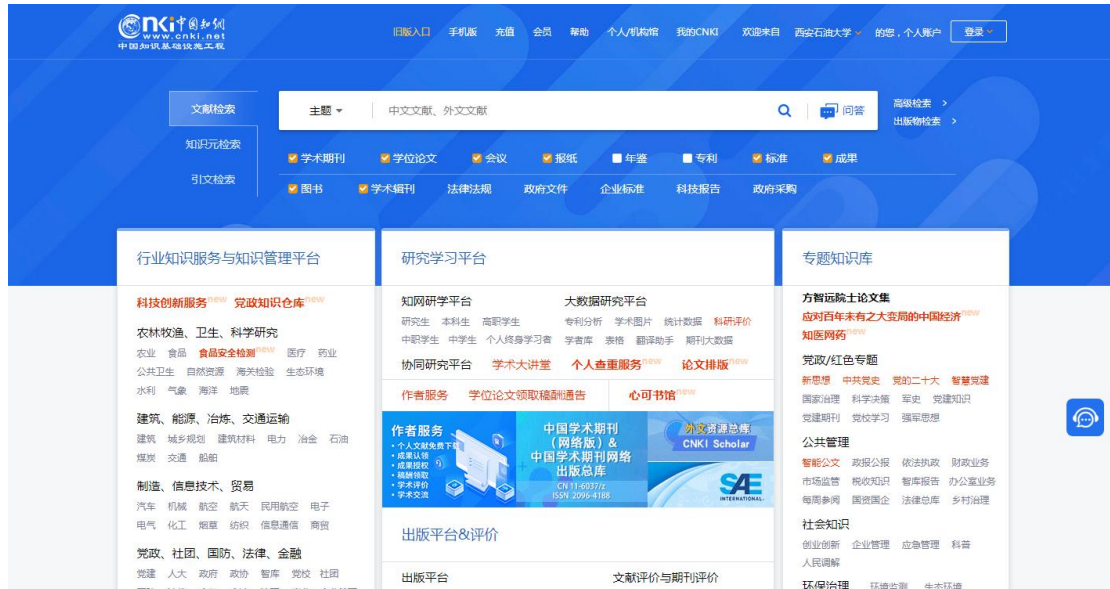 cnki 中国知网
www.cnki.net
中国知识基础设施工程
旧版入口 手机版 充值 会员 帮助 个人/机构馆 我的CNKI 欢迎来自 西安石油大学 的您，个人账户 登录
文献检索
知识元检索
引文检索
主题 中文文献、外文文献 问答
高级检索 >
出版物检索 >
学术期刊 学位论文 会议 报纸 年鉴 专利 标准 成果
图书 学术辑刊 法律法规 政府文件 企业标准 科技报告 政府采购
行业知识服务与知识管理平台
科技创新服务new 党政知识仓库new
农林牧渔、卫生、科学研究
农业 食品 食品安全检测new 医疗 药业
公共卫生 自然资源 海关检验 生态环境
水利 气象 海洋 地震
建筑、能源、冶炼、交通运输
建筑 城乡规划 建筑材料 电力 冶金 石油
煤炭 交通 船舶
制造、信息技术、贸易
汽车 机械 航空 航天 民用航空 电子
电气 化工 烟草 纺织 信息通信 商贸
党政、社团、国防、法律、金融
党建 人大 政府 政协 智库 党校 社团
研究学习平台
知网研学平台
研究生 本科生 高职学生
中职学生 中学生 个人终身学习者
大数据研究平台
专利分析 学术图片 统计数据 科研评价
学者库 表格 翻译助手 期刊大数据
协同研究平台 学术大讲堂 个人查重服务new 论文排版new
作者服务 学位论文领取稿酬通告 心可书馆new
作者服务
·个人文献免费下载
·成果认领
·成果授权
·稿酬领取
·学术评价
·学术交流
中国学术期刊
（网络版）&
中国学术期刊网络
出版总库
CN 11-6037/z
ISSN 2096-4188
外文资源总库
CNKI Scholar
SAE
INTERNATIONAL.
出版平台&评价
出版平台 文献评价与期刊评价
专题知识库
方智远院士论文集
应对百年未有之大变局的中国经济new
知医网药new
党政/红色专题
新思想 中共党史 党的二十大 智慧党建
国家治理 科学决策 军史 党建知识
党建期刊 党校学习 强军思想
公共管理
智能公文 政报公报 依法执政 财政业务
市场监管 税收知识 智库报告 办公室业务
每周参阅 国资国企 法律总库 乡村治理
社会知识
创业创新 企业管理 应急管理 科普
人民调解
环保治理 环境监测 生态环境